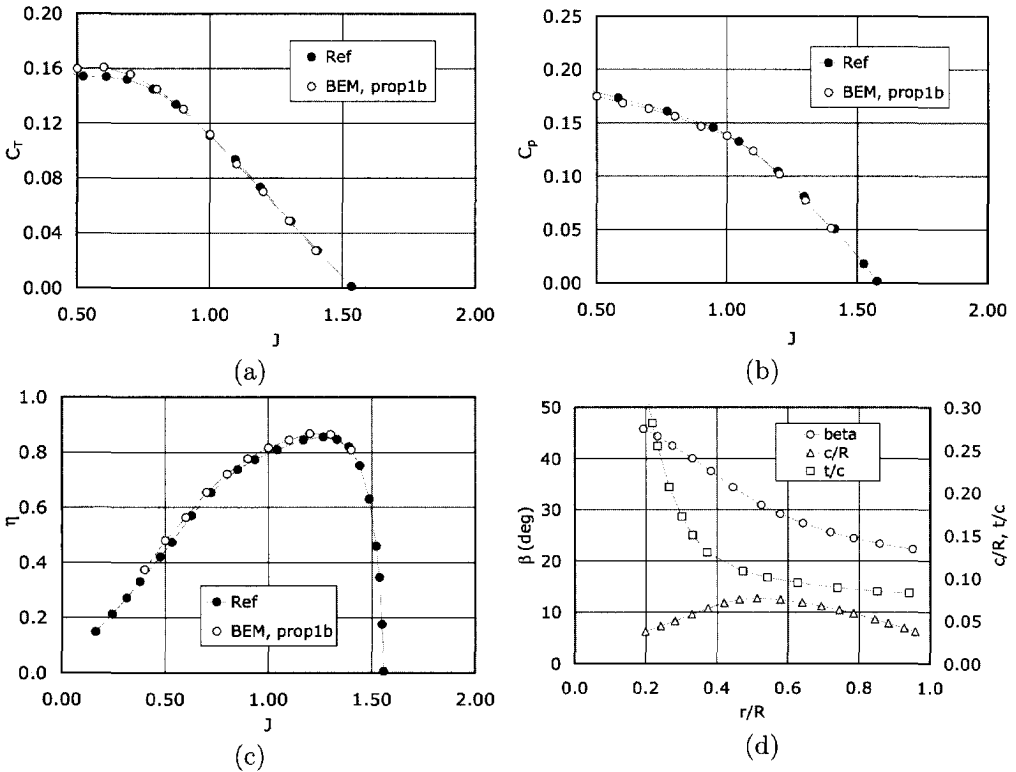 0.20
0.16
0.12
0.08
0.04
0.00
C_T
0.50
1.00
1.50
2.00
J
Ref
BEM, prop1b
(a)
0.25
0.20
0.15
0.10
0.05
0.00
C_p
0.50
1.00
1.50
2.00
J
Ref
BEM, prop1b
(b)
1.0
0.8
0.6
0.4
0.2
0.0
η
0.00
0.50
1.00
1.50
2.00
J
Ref
BEM, prop1b
(c)
50
40
30
20
10
0
β (deg)
0.30
0.25
0.20
0.15
0.10
0.05
0.00
c/R, t/c
0.0
0.2
0.4
0.6
0.8
1.0
r/R
beta
c/R
t/c
(d)